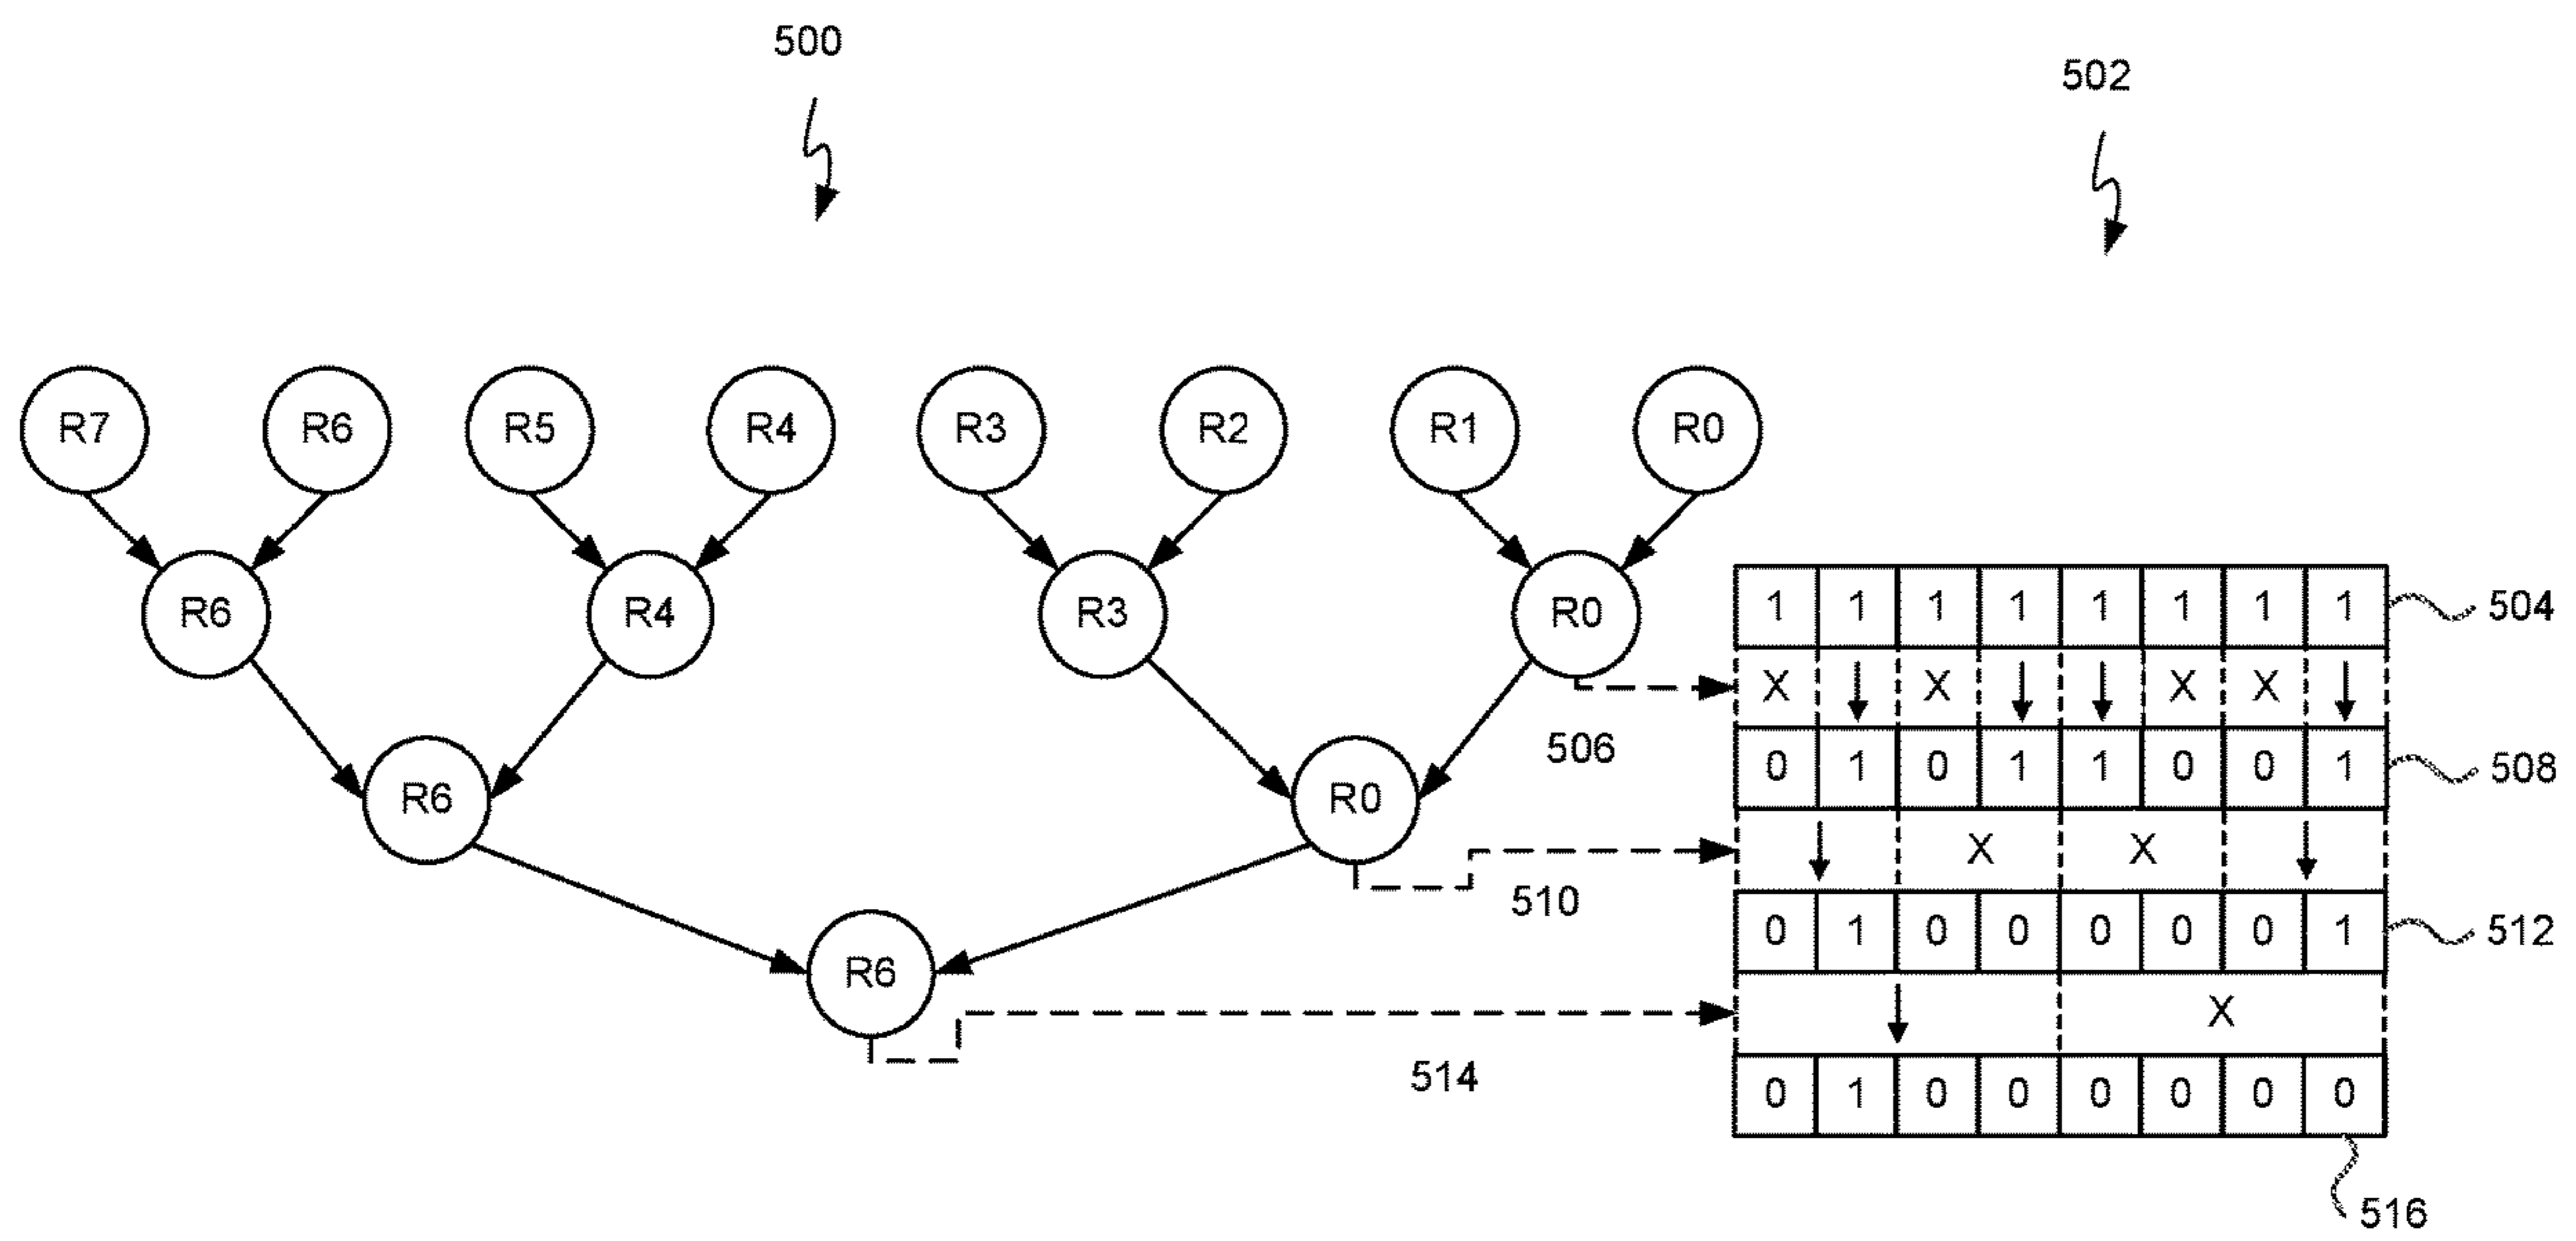 500
502
R7 R6 R5 R4 R3 R2 R1 R0
R6 R4 R3 R0
1 1 1 1 1 1 1 1 504
X X X X
506
R6 R0
0 1 0 1 1 0 0 1 508
X X
510
0 1 0 0 0 0 0 1 512
R6
X
514
0 1 0 0 0 0 0 0
516